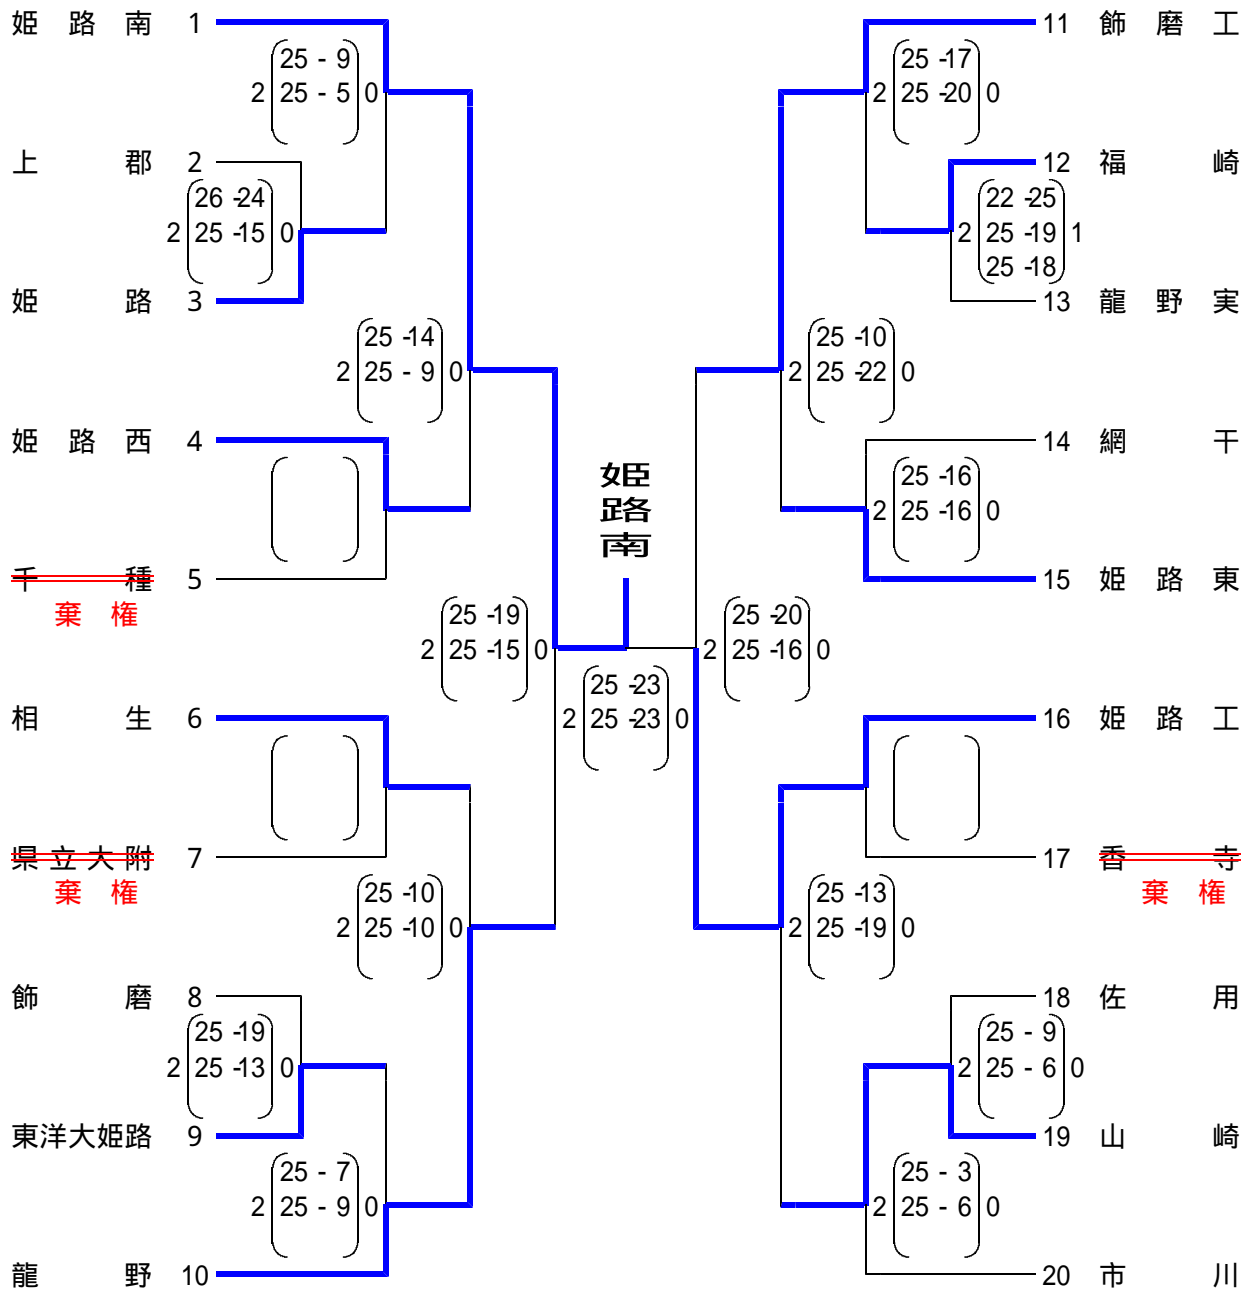 姫路南 1
25 - 9
2 25 - 5 0
上郡 2
26 -24
2 25 -15 0
姫路 3
25 -14
2 25 - 9 0
姫路西 4
千種 5
棄権
25 -19
2 25 -15 0
相生 6
県立大附 7
棄権
25 -10
2 25 -10 0
飾磨 8
25 -19
2 25 -13 0
東洋大姫路 9
25 - 7
2 25 - 9 0
龍野 10
姫路南
25 -23
2 25 -23 0
11 飾磨工
25 -17
2 25 -20 0
12 福崎
22 -25
2 25 -19 1
25 -18
13 龍野実
25 -10
2 25 -22 0
14 網干
25 -16
2 25 -16 0
15 姫路東
25 -20
2 25 -16 0
16 姫路工
17 香寺
棄権
25 -13
2 25 -19 0
18 佐用
25 - 9
2 25 - 6 0
19 山崎
25 - 3
2 25 - 6 0
20 市川